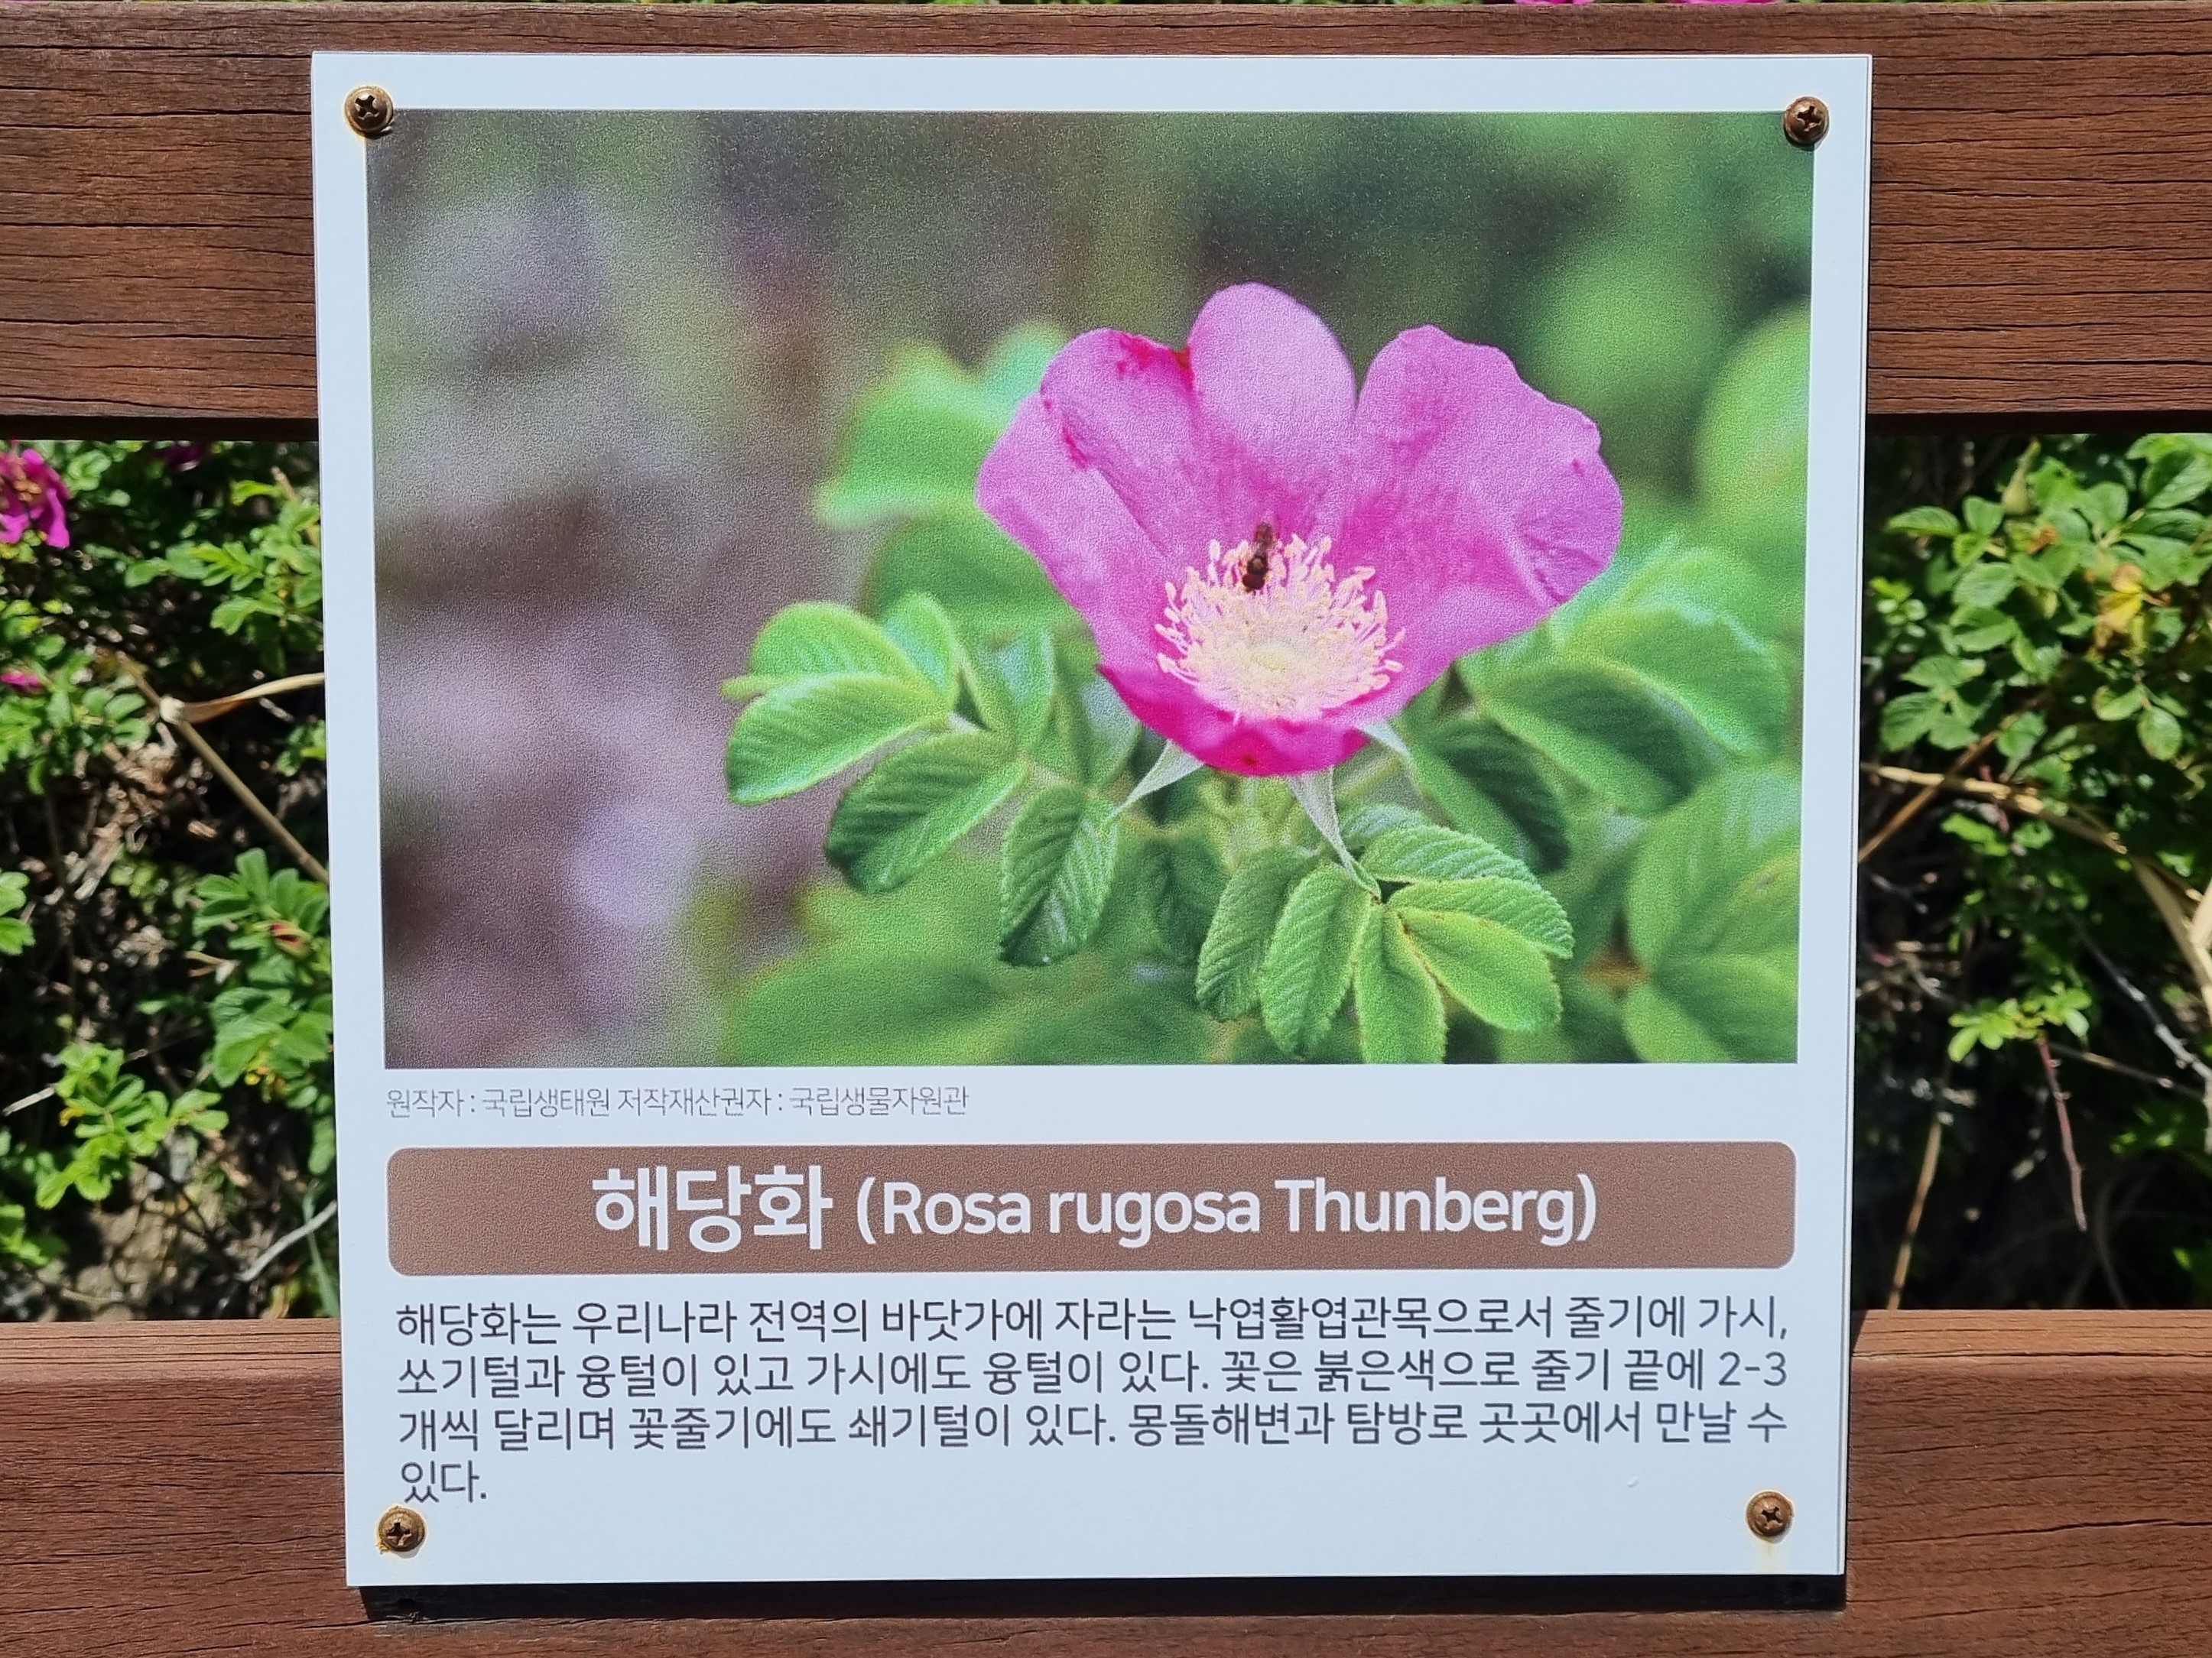 원작자 : 국립생태원 저작재산권자 : 국립생물자원관
해당화 (Rosa rugosa Thunberg)
해당화는 우리나라 전역의 바닷가에 자라는 낙엽활엽관목으로서 줄기에 가시,
쏘기털과 융털이 있고 가시에도 융털이 있다. 꽃은 붉은색으로 줄기 끝에 2-3
개씩 달리며 꽃줄기에도 쇄기털이 있다. 몽돌해변과 탐방로 곳곳에서 만날 수
있다.